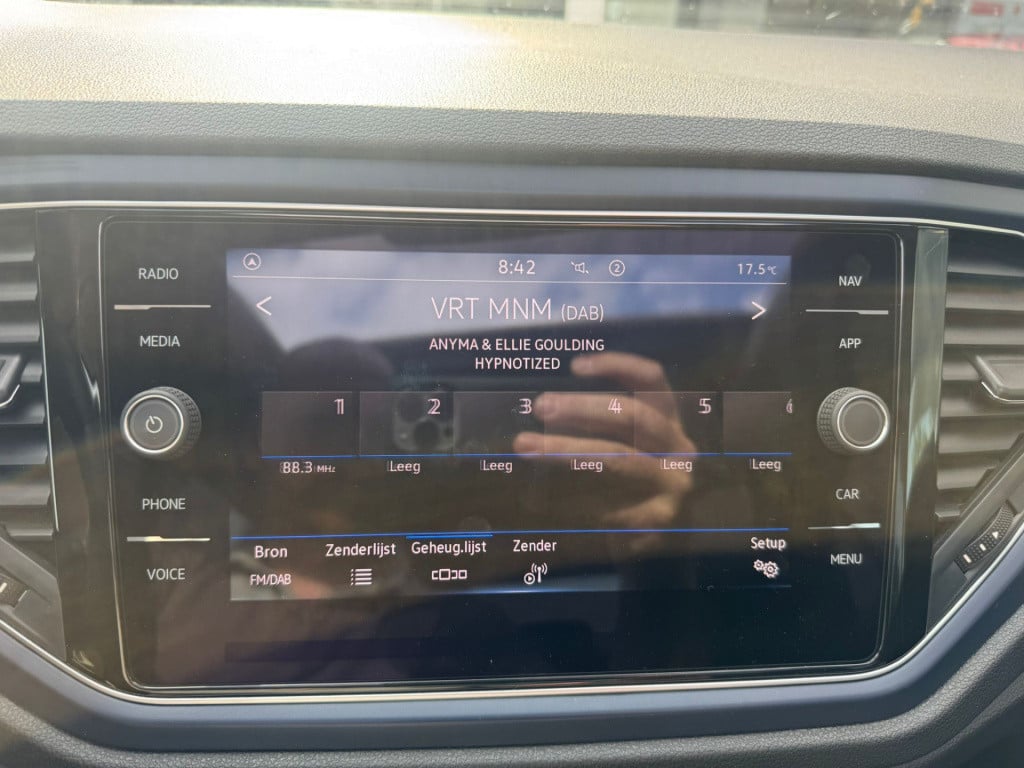 RADIO
MEDIA
PHONE
VOICE
8:42 2 17.5°C
< VRT MNM (DAB) >
ANYMA & ELLIE GOULDING
HYPNOTIZED
1 2 3 4 5 6
88.3 MHz Leeg Leeg Leeg Leeg Leeg
Bron Zenderlijst Geheug.lijst Zender Setup
FM/DAB
NAV
APP
CAR
MENU